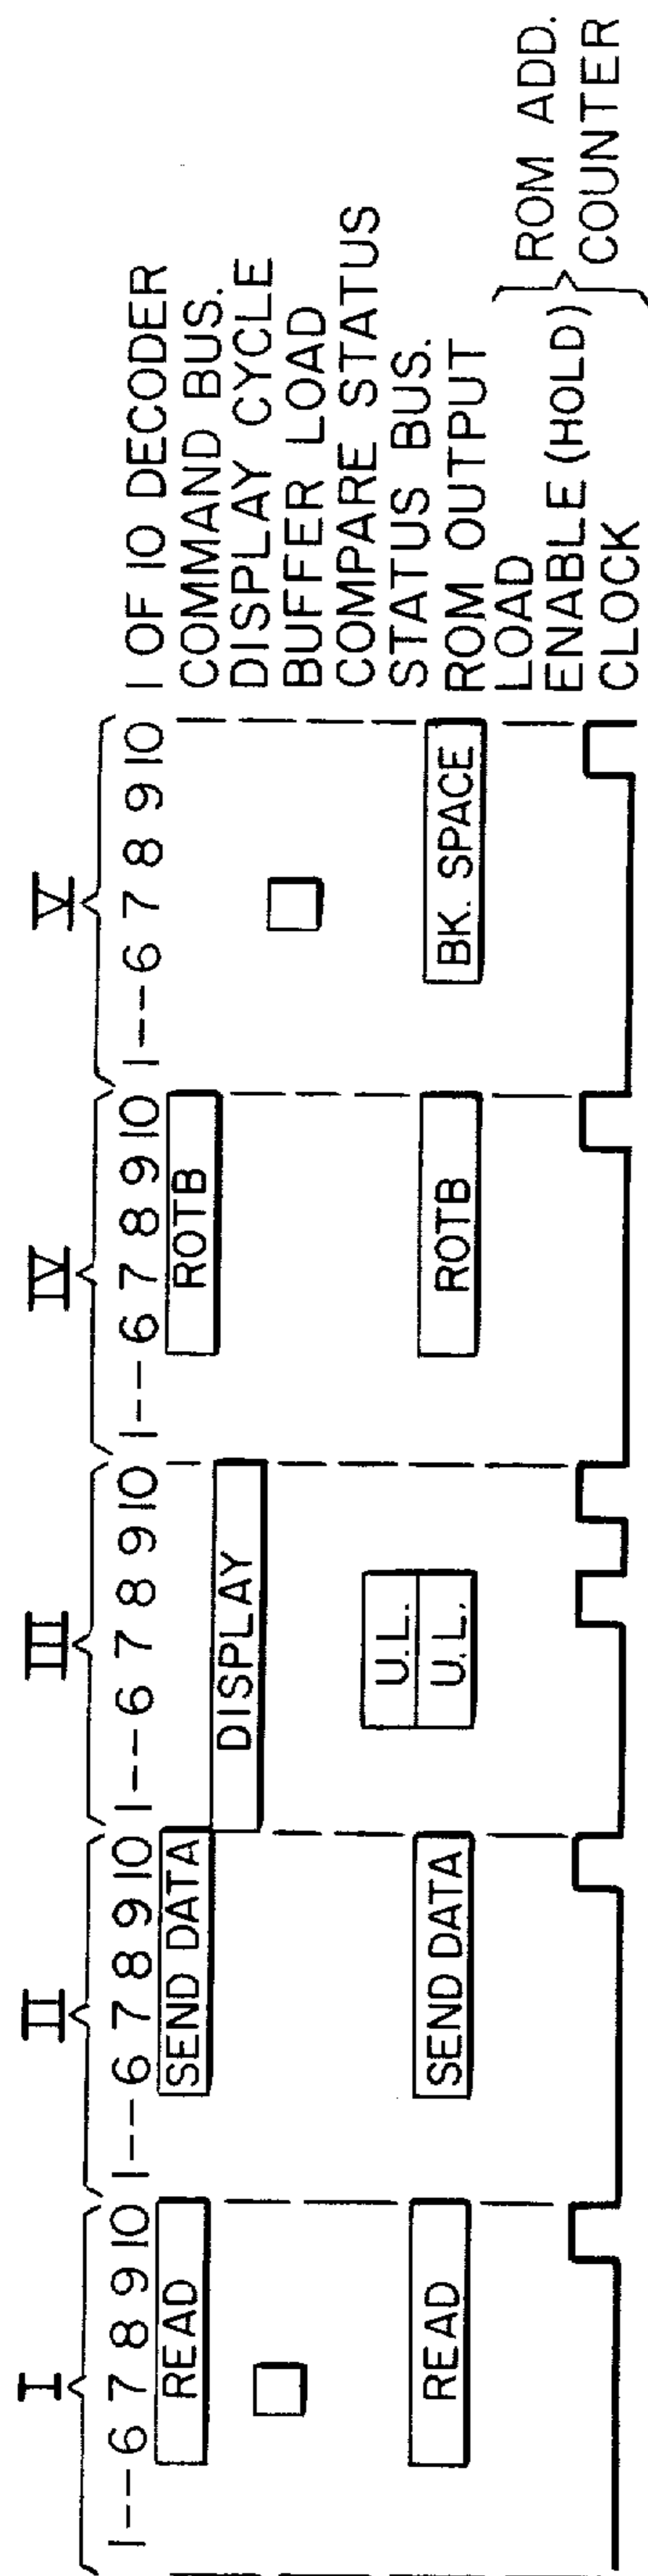 I II III IV V
1--6 7 8 9 10 1--6 7 8 9 10 1--6 7 8 9 10 1--6 7 8 9 10 1--6 7 8 9 10 1 OF 10 DECODER
READ SEND DATA ROTB COMMAND BUS.
DISPLAY DISPLAY CYCLE
BUFFER LOAD
COMPARE STATUS
U.L. STATUS BUS.
READ SEND DATA U.L. ROTB BK. SPACE ROM OUTPUT
LOAD
ENABLE (HOLD)
CLOCK
ROM ADD.
COUNTER